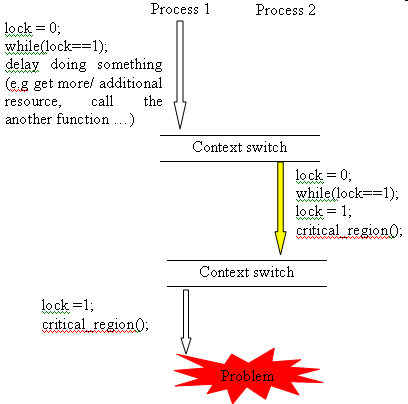 Process 1 Process 2
lock = 0;
while(lock==1);
delay doing something
(e.g get more/ additional
resource, call the
another function …)
Context switch
lock = 0;
while(lock==1);
lock = 1;
critical_region();
Context switch
lock =1;
critical_region();
Problem